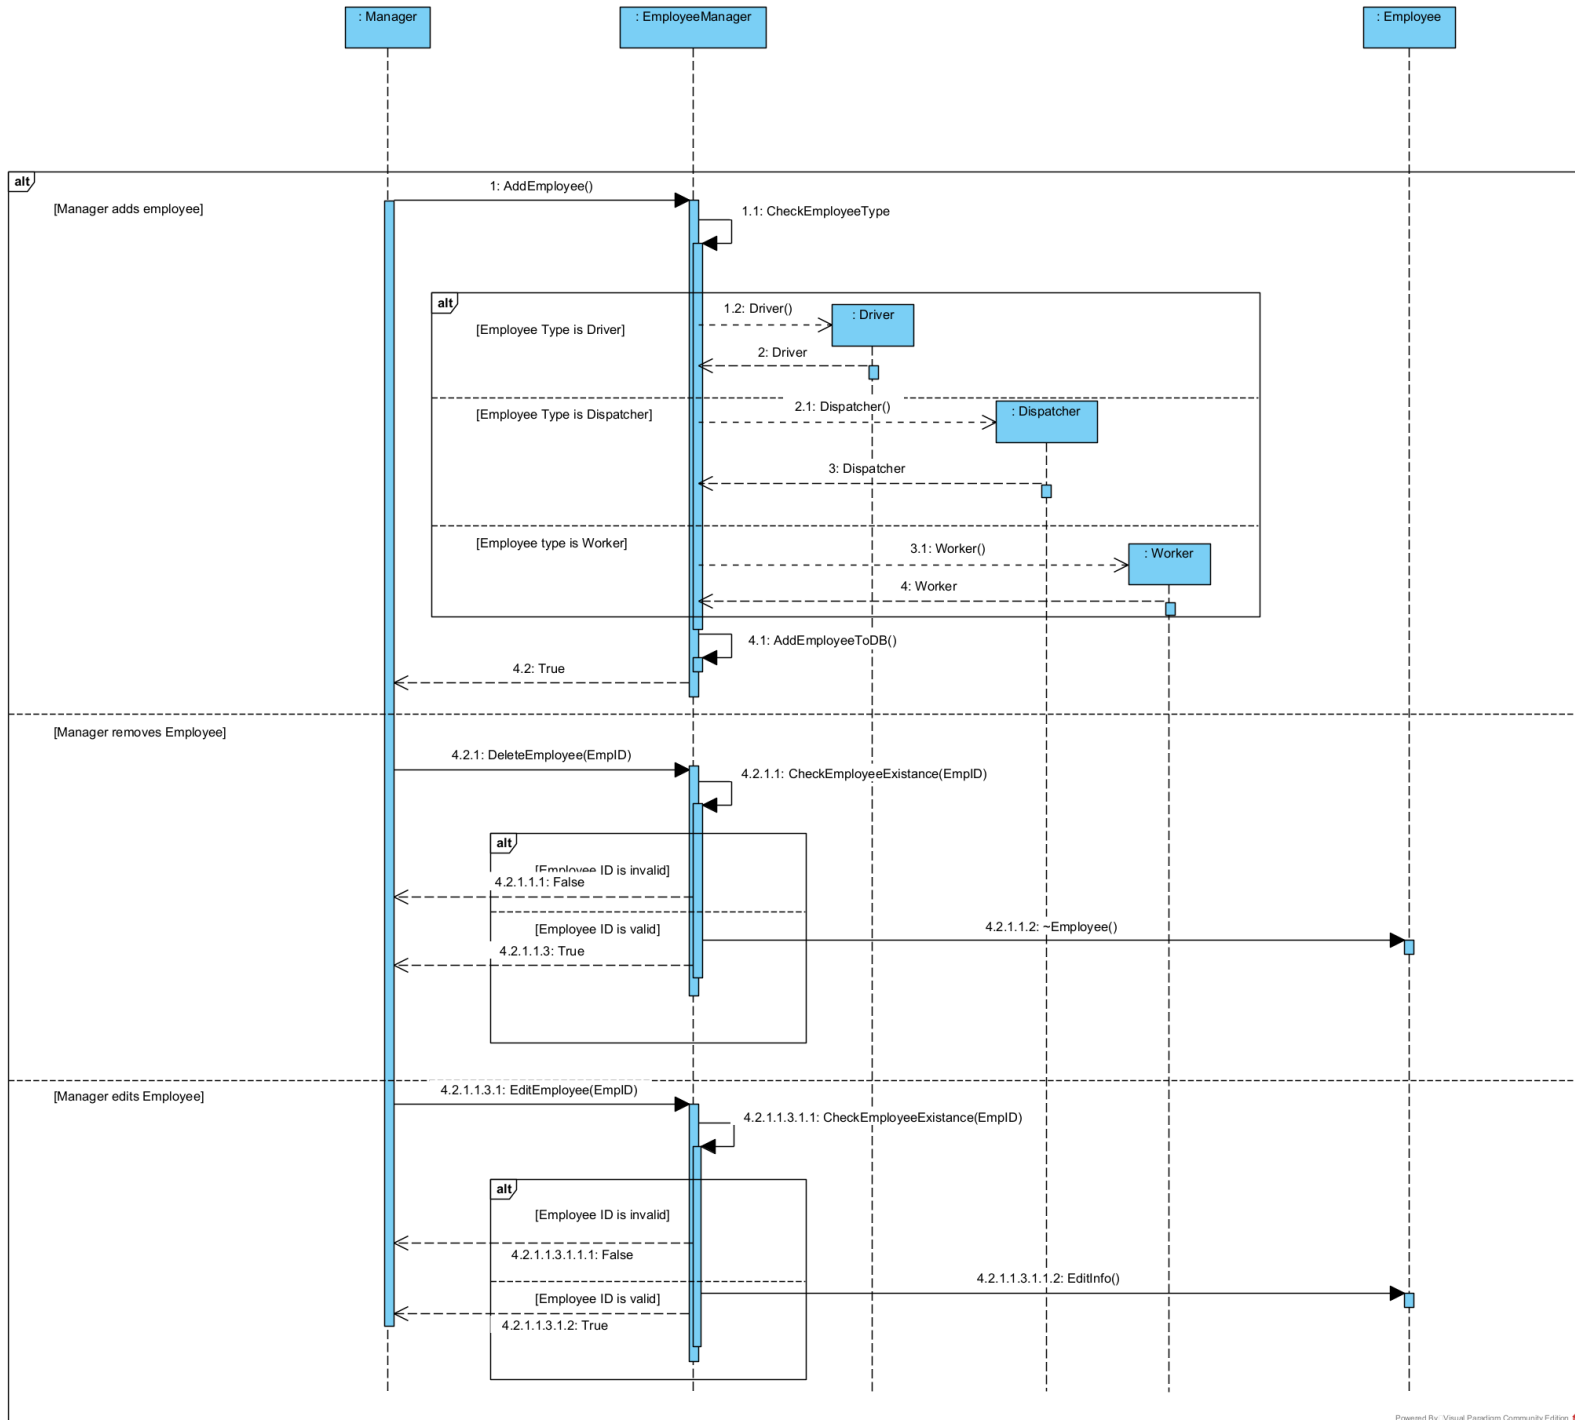 : Manager
: EmployeeManager
: Employee
alt
1: AddEmployee()
[Manager adds employee]
1.1: CheckEmployeeType
alt
1.2: Driver()
: Driver
[Employee Type is Driver]
2: Driver
[Employee Type is Dispatcher]
2.1: Dispatcher()
: Dispatcher
3: Dispatcher
[Employee type is Worker]
3.1: Worker()
: Worker
4: Worker
4.1: AddEmployeeToDB()
4.2: True
[Manager removes Employee]
4.2.1: DeleteEmployee(EmpID)
4.2.1.1: CheckEmployeeExistance(EmpID)
alt
[Employee ID is invalid]
4.2.1.1.1: False
[Employee ID is valid]
4.2.1.1.2: ~Employee()
4.2.1.1.3: True
[Manager edits Employee]
4.2.1.1.3.1: EditEmployee(EmpID)
4.2.1.1.3.1.1: CheckEmployeeExistance(EmpID)
alt
[Employee ID is invalid]
4.2.1.1.3.1.1.1: False
4.2.1.1.3.1.1.2: EditInfo()
[Employee ID is valid]
4.2.1.1.3.1.2: True
Powered By: Visual Paradigm Community Edition